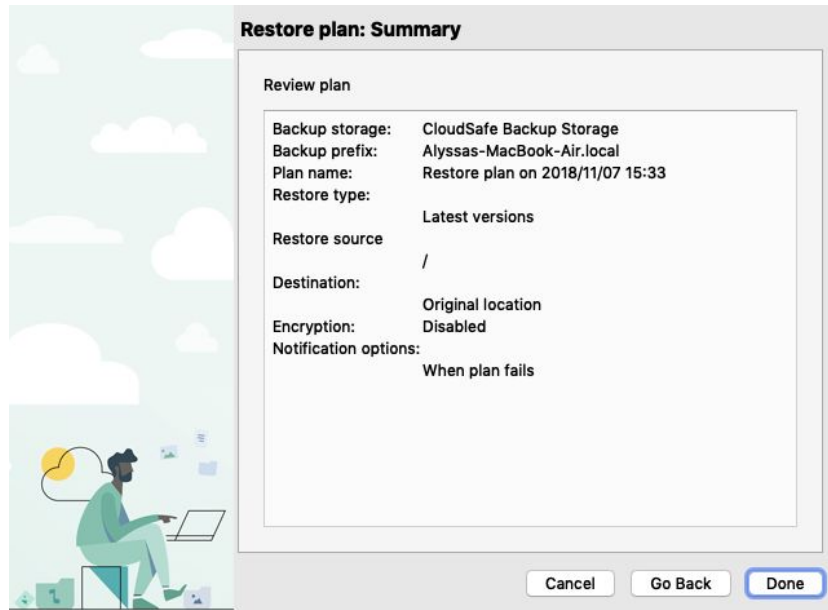 Restore plan: Summary
Review plan
Backup storage: CloudSafe Backup Storage
Backup prefix: Alyssas-MacBook-Air.local
Plan name: Restore plan on 2018/11/07 15:33
Restore type:
Latest versions
Restore source
/
Destination:
Original location
Encryption: Disabled
Notification options:
When plan fails
Cancel Go Back Done